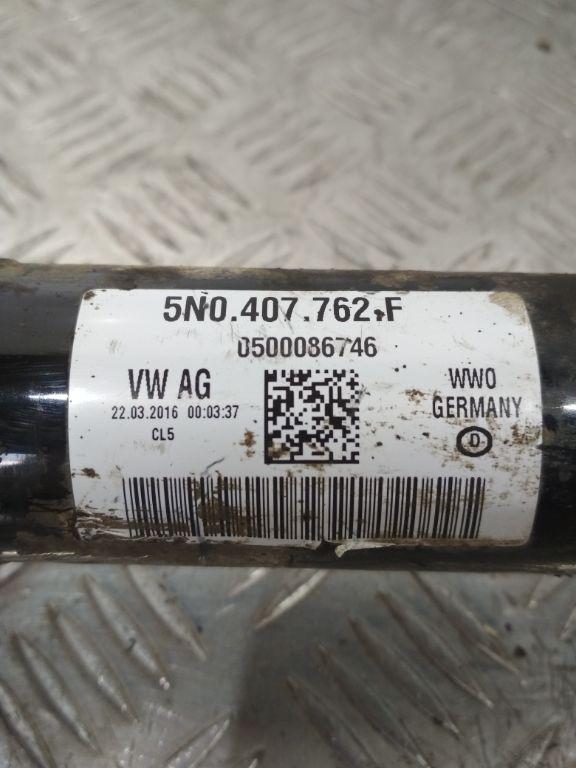 5N0.407.762.F
0500086746
VW AG
22.03.2016 00:03:37
CL5
WWO
GERMANY
D